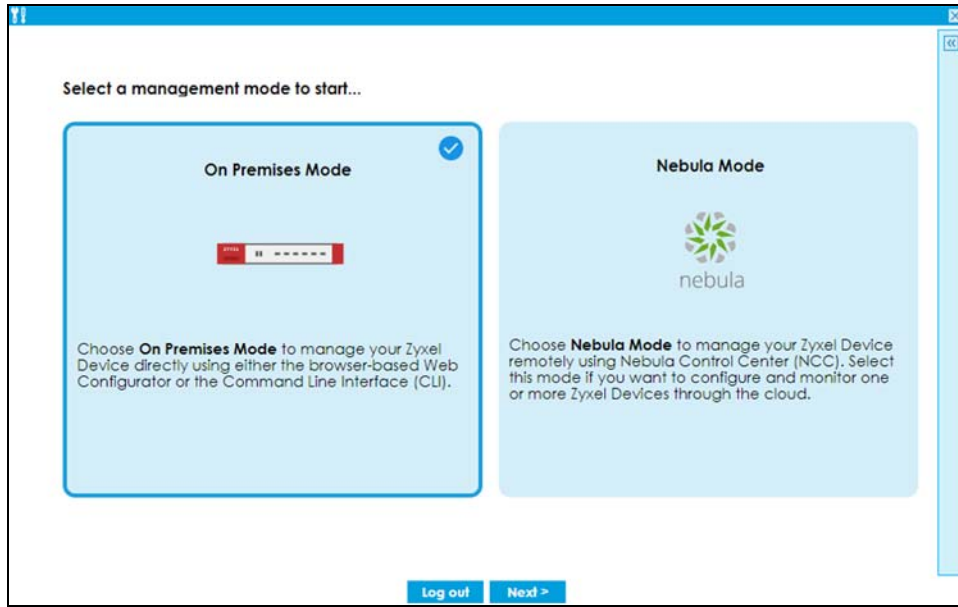 Select a management mode to start...
On Premises Mode
ZYXEL
Choose On Premises Mode to manage your Zyxel
Device directly using either the browser-based Web
Configurator or the Command Line Interface (CLI).
Nebula Mode
nebula
Choose Nebula Mode to manage your Zyxel Device
remotely using Nebula Control Center (NCC). Select
this mode if you want to configure and monitor one
or more Zyxel Devices through the cloud.
Log out
Next >